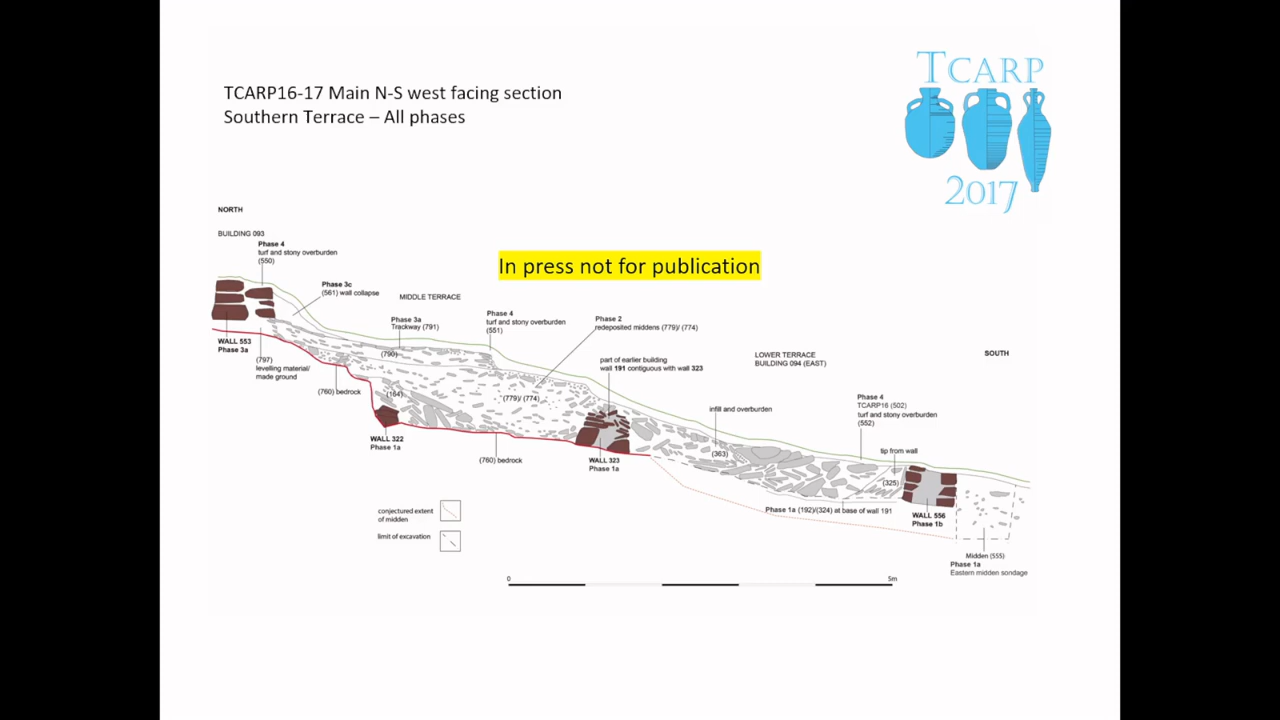 TCARP
2017
TCARP16-17 Main N-S west facing section
Southern Terrace – All phases
In press not for publication
NORTH
BUILDING 093
Phase 4
turf and stony overburden
(550)
Phase 3c
(561) wall collapse
MIDDLE TERRACE
Phase 3a
Trackway (791)
Phase 4
turf and stony overburden
(551)
Phase 2
redeposited middens (779)/ (774)
part of earlier building
wall 191 contiguous with wall 323
LOWER TERRACE
BUILDING 094 (EAST)
SOUTH
WALL 553
Phase 3a
(797)
levelling material/
made ground
(790)
(760) bedrock
(164)
(779)/ (774)
WALL 322
Phase 1a
(760) bedrock
WALL 323
Phase 1a
infill and overburden
(363)
Phase 4
TCARP16 (502)
turf and stony overburden
(552)
tip from wall
(325)
Phase 1a (192)/(324) at base of wall 191
WALL 556
Phase 1b
Midden (555)
Phase 1a
Eastern midden sondage
conjectured extent
of midden
limit of excavation
0
5m